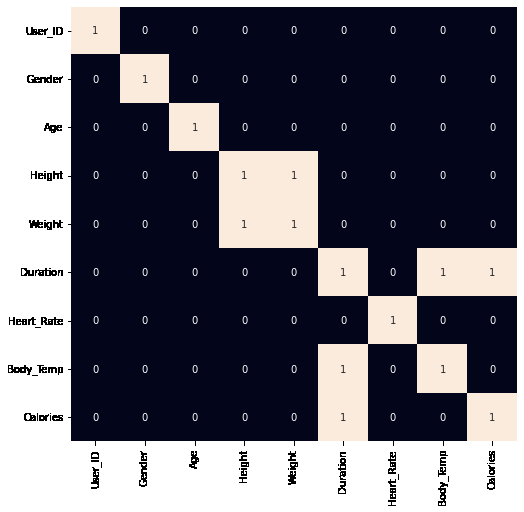 User_ID 1 0 0 0 0 0 0 0 0
Gender 0 1 0 0 0 0 0 0 0
Age 0 0 1 0 0 0 0 0 0
Height 0 0 0 1 1 0 0 0 0
Weight 0 0 0 1 1 0 0 0 0
Duration 0 0 0 0 0 1 0 1 1
Heart_Rate 0 0 0 0 0 0 1 0 0
Body_Temp 0 0 0 0 0 1 0 1 0
Calories 0 0 0 0 0 1 0 0 1
User_ID
Gender
Age
Height
Weight
Duration
Heart_Rate
Body_Temp
Calories